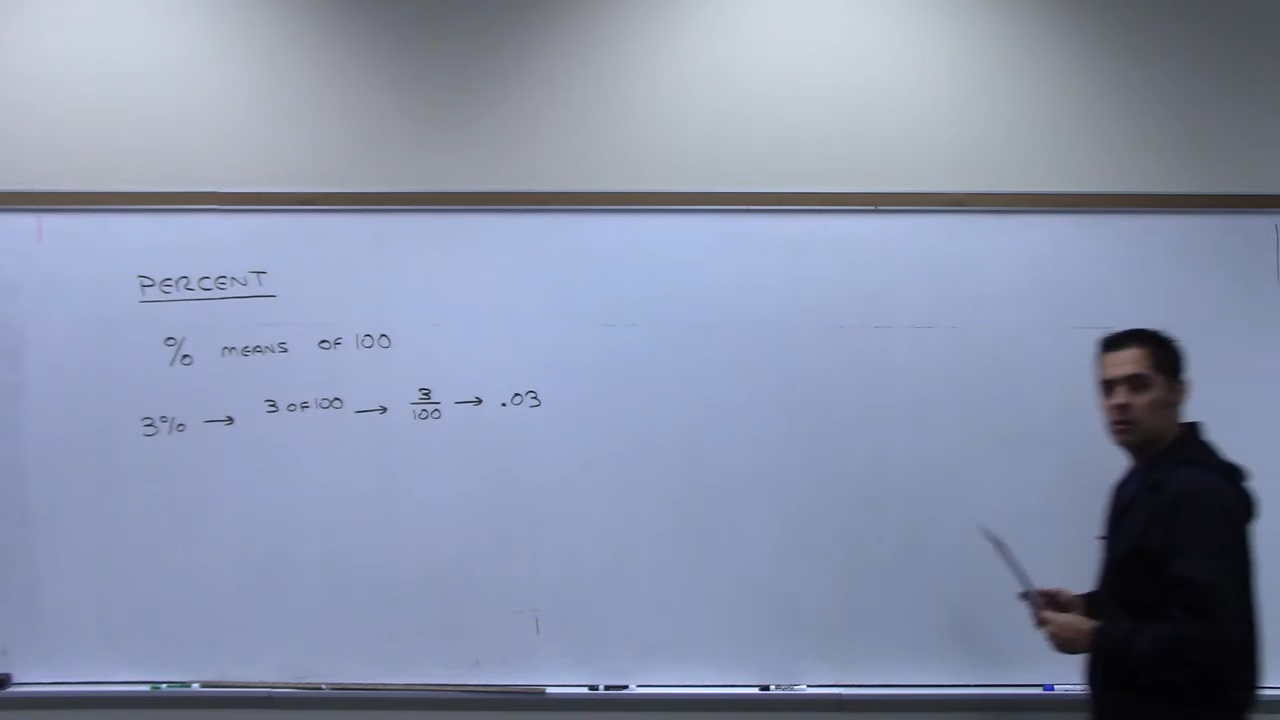 PERCENT
% MEANS OF 100
3% → 3 OF 100 → 3/100 → .03